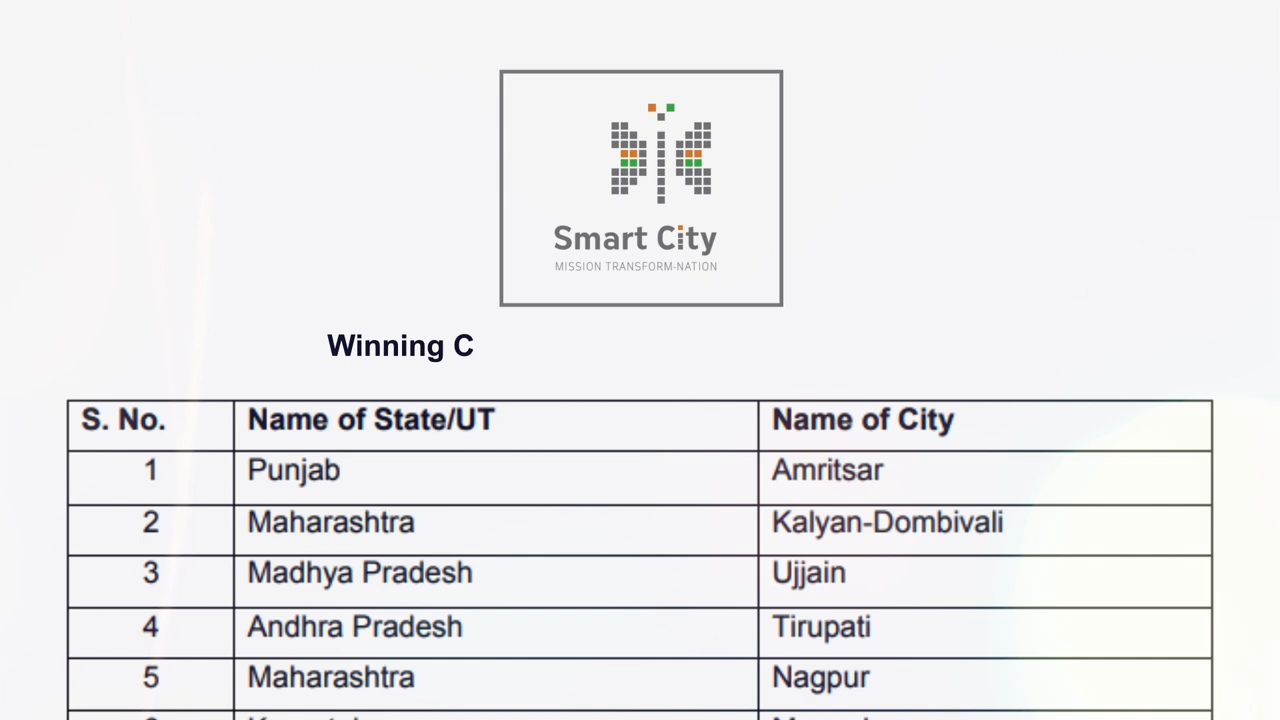 Smart City
MISSION TRANSFORM-NATION
Winning C
S. No. Name of State/UT Name of City
1 Punjab Amritsar
2 Maharashtra Kalyan-Dombivali
3 Madhya Pradesh Ujjain
4 Andhra Pradesh Tirupati
5 Maharashtra Nagpur